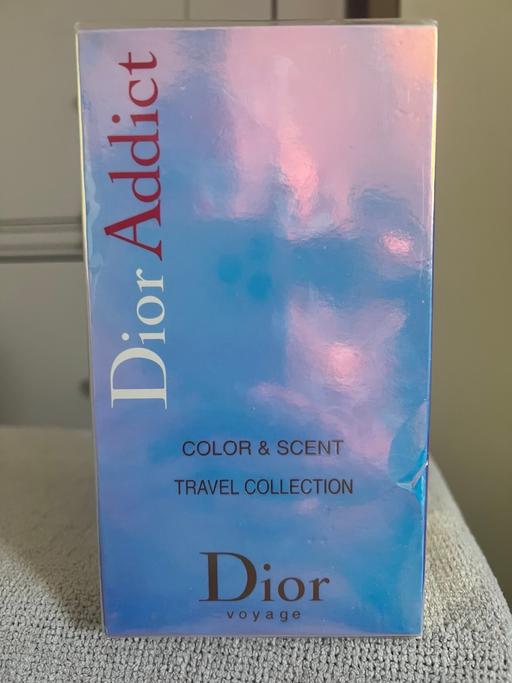 Dior Addict
COLOR & SCENT
TRAVEL COLLECTION
Dior
voyage